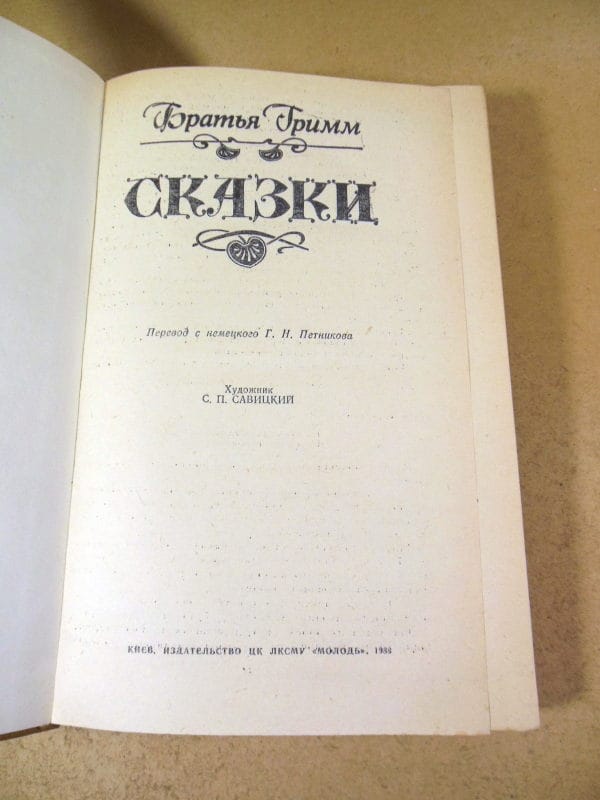 Братья Гримм
СКАЗКИ
Перевод с немецкого Г. Н. Петникова
Художник
С. П. САВИЦКИЙ
КИЕВ, ИЗДАТЕЛЬСТВО ЦК ЛКСМУ «МОЛОДЬ», 1988